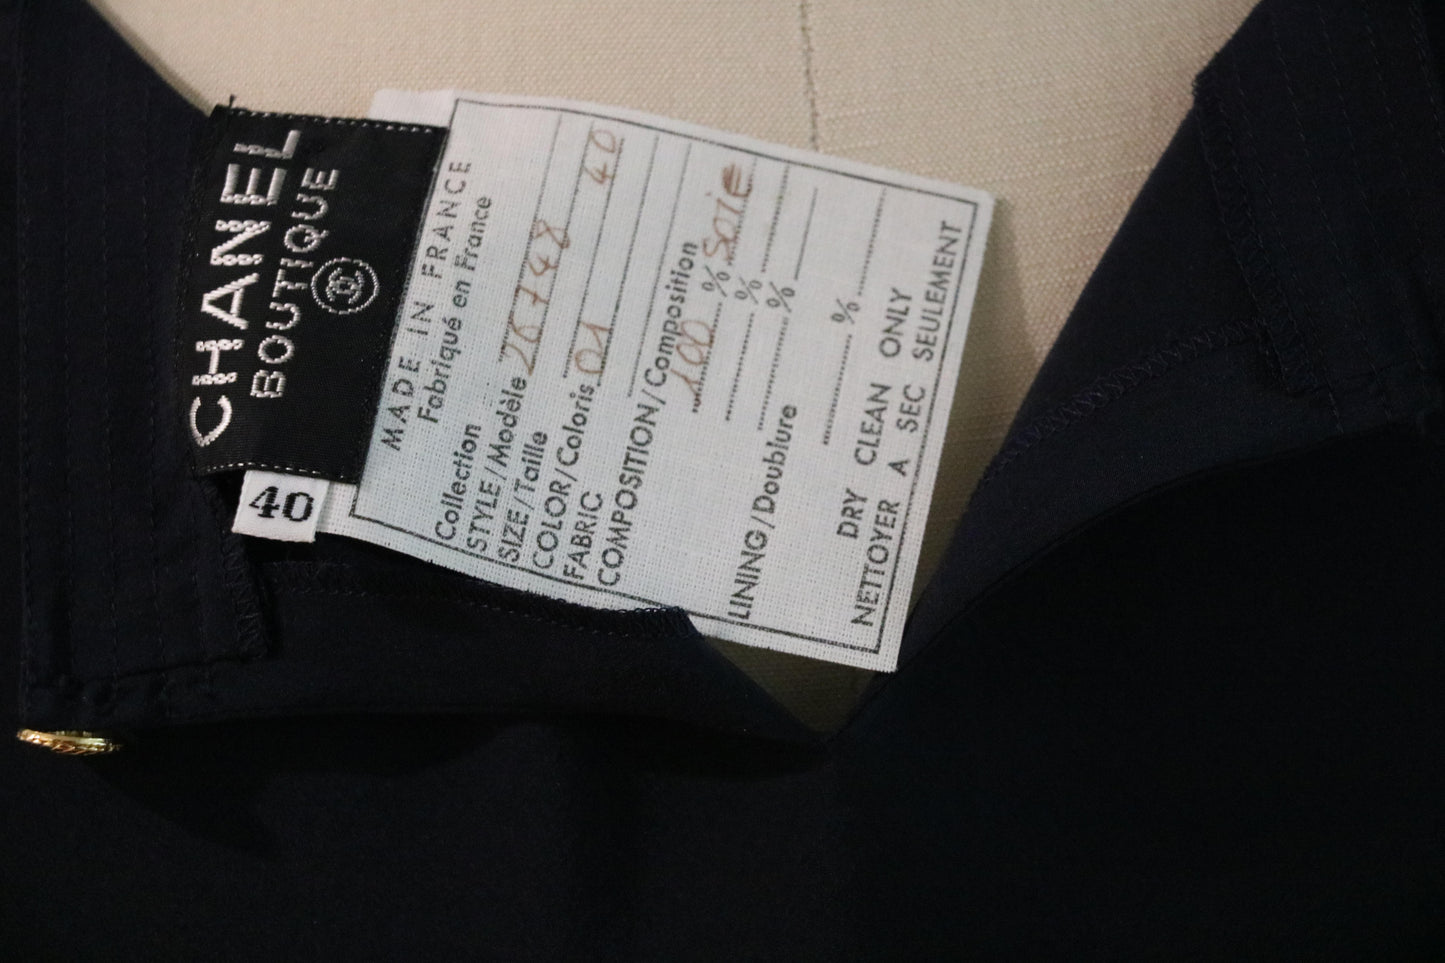 CHANEL
BOUTIQUE
40
MADE IN FRANCE
Fabriqué en France
Collection
STYLE/Modèle 26748
SIZE/Taille
COLOR/Coloris 01 40
FABRIC
COMPOSITION/Composition
100 % Soie
%
%
LINING/Doublure
%
DRY CLEAN ONLY
NETTOYER A SEC SEULEMENT